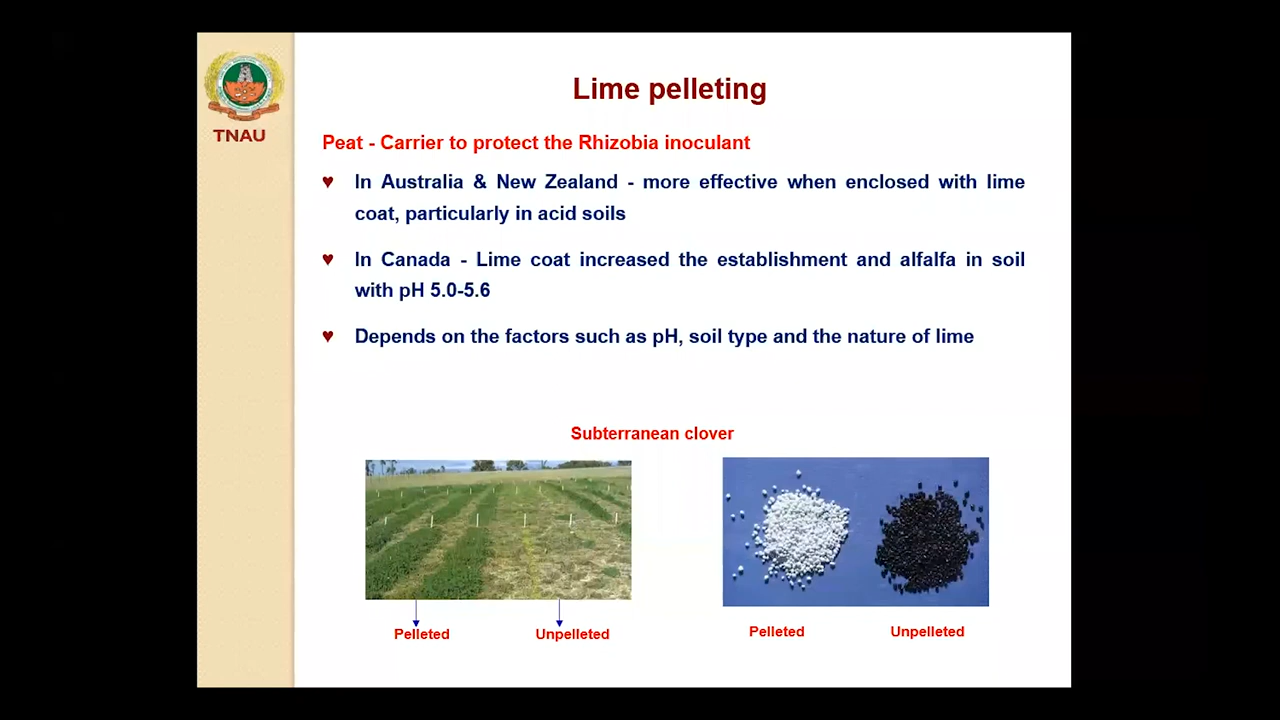 TNAU
Lime pelleting
Peat - Carrier to protect the Rhizobia inoculant
♥ In Australia & New Zealand - more effective when enclosed with lime
coat, particularly in acid soils
♥ In Canada - Lime coat increased the establishment and alfalfa in soil
with pH 5.0-5.6
♥ Depends on the factors such as pH, soil type and the nature of lime
Subterranean clover
Pelleted Unpelleted
Pelleted Unpelleted